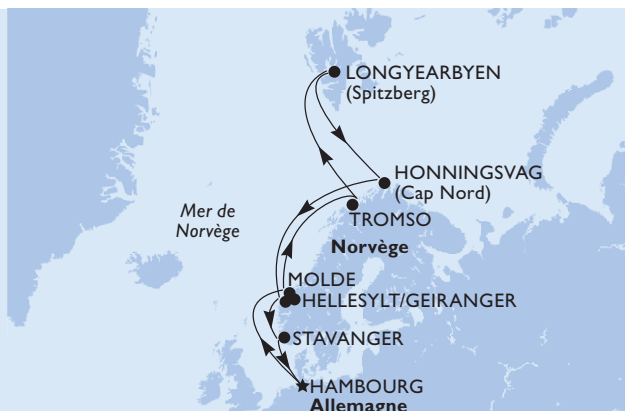 LONGYEARBYEN
(Spitzberg)
HONNINGSVAG
(Cap Nord)
Mer de
Norvège
TROMSO
Norvège
MOLDE
HELLESYLT/GEIRANGER
STAVANGER
HAMBOURG
Allemagne